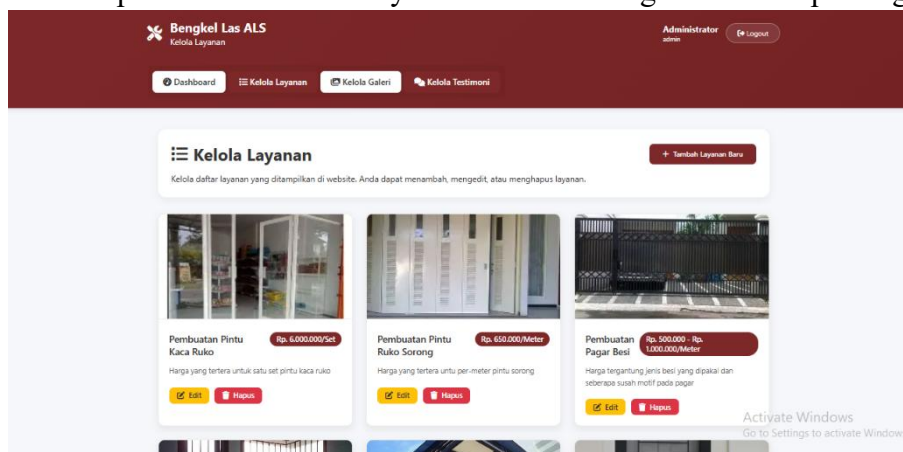 Bengkel Las ALS
Kelola Layanan
Administrator
admin
Logout
Dashboard
Kelola Layanan
Kelola Galeri
Kelola Testimoni
Kelola Layanan
+ Tambah Layanan Baru
Kelola daftar layanan yang ditampilkan di website. Anda dapat menambah, mengedit, atau menghapus layanan.
Pembuatan Pintu
Kaca Ruko
Rp. 6.000.000/Set
Harga yang tertera untuk satu set pintu kaca ruko
Edit
Hapus
Pembuatan Pintu
Ruko Sorong
Rp. 650.000/Meter
Harga yang tertera untu per-meter pintu sorong
Edit
Hapus
Pembuatan
Pagar Besi
Rp. 500.000 - Rp.
1.000.000/Meter
Harga tergantung jenis besi yang dipakai dan
seberapa susah motif pada pagar
Edit
Hapus
Activate Windows
Go to Settings to activate Window